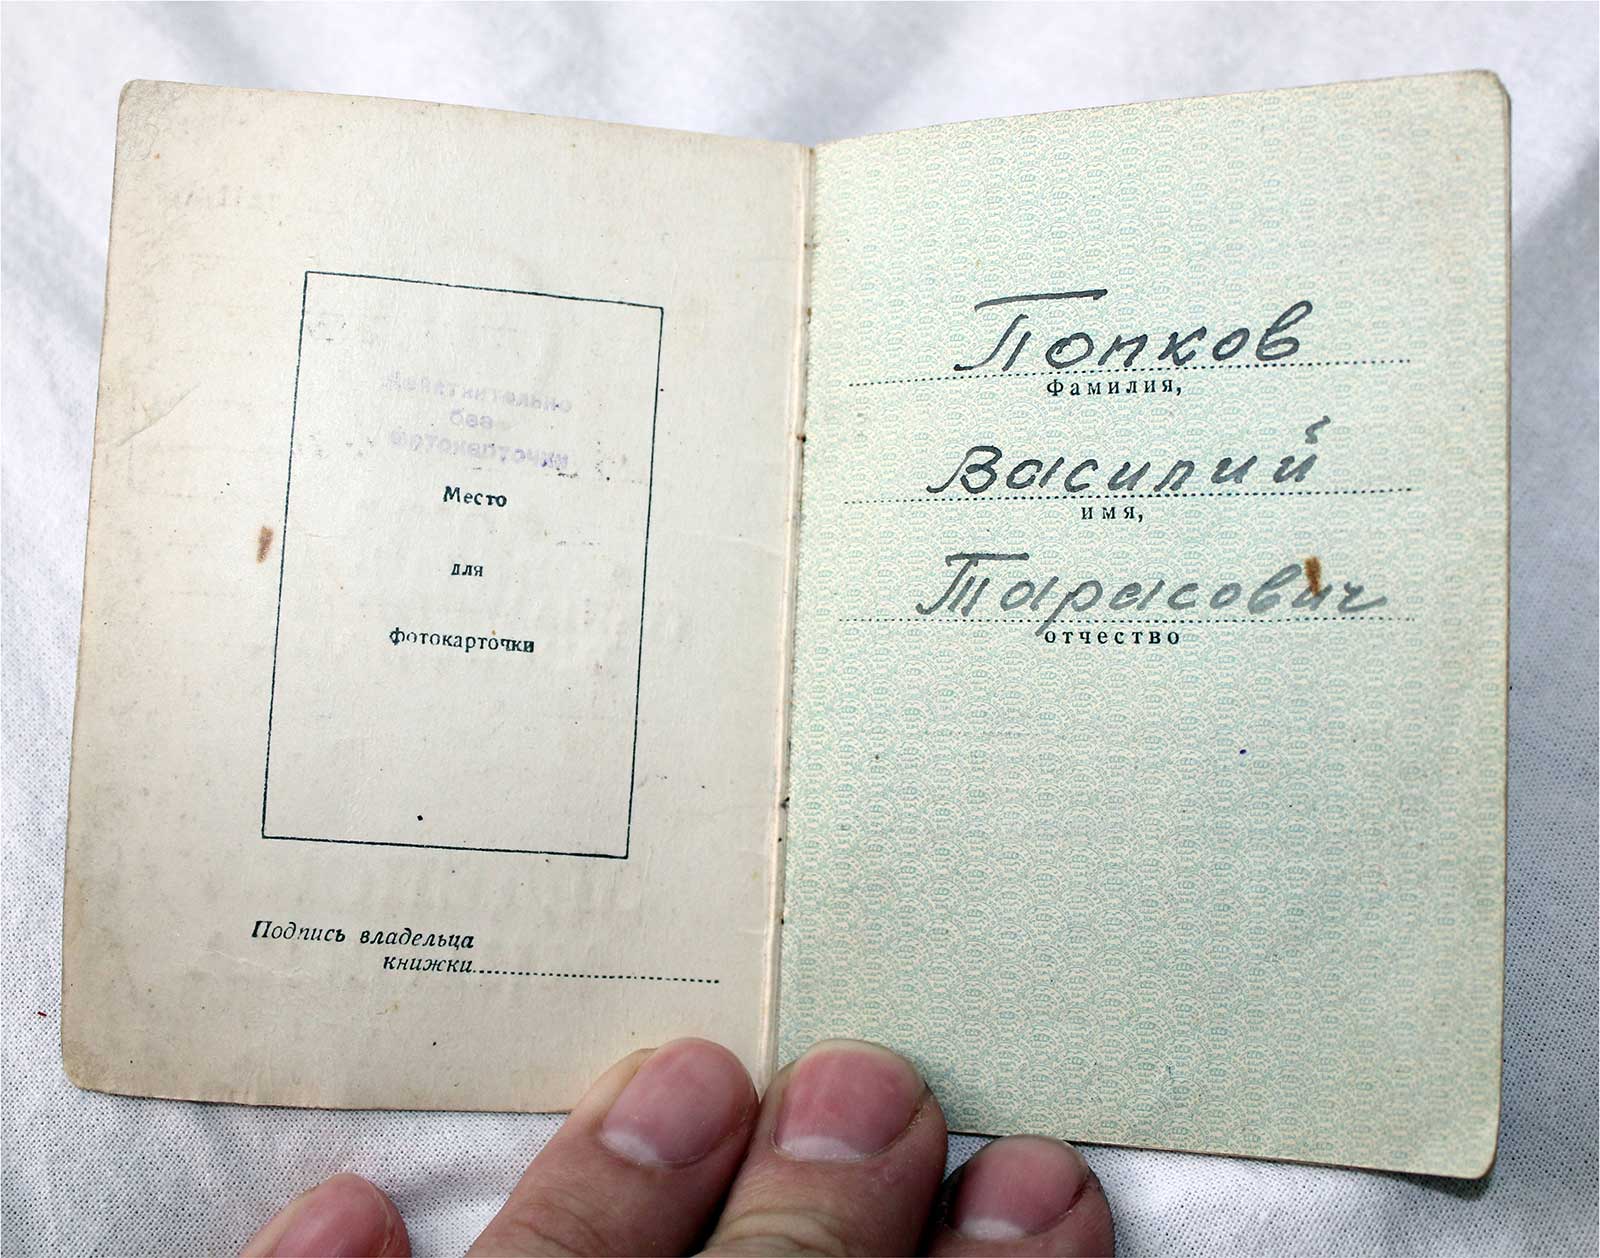 Действительно
без
фотокарточки
Место
для
фотокарточки
Подпись владельца
книжки
Попков
Фамилия,
Василий
имя,
Тарасович
отчество